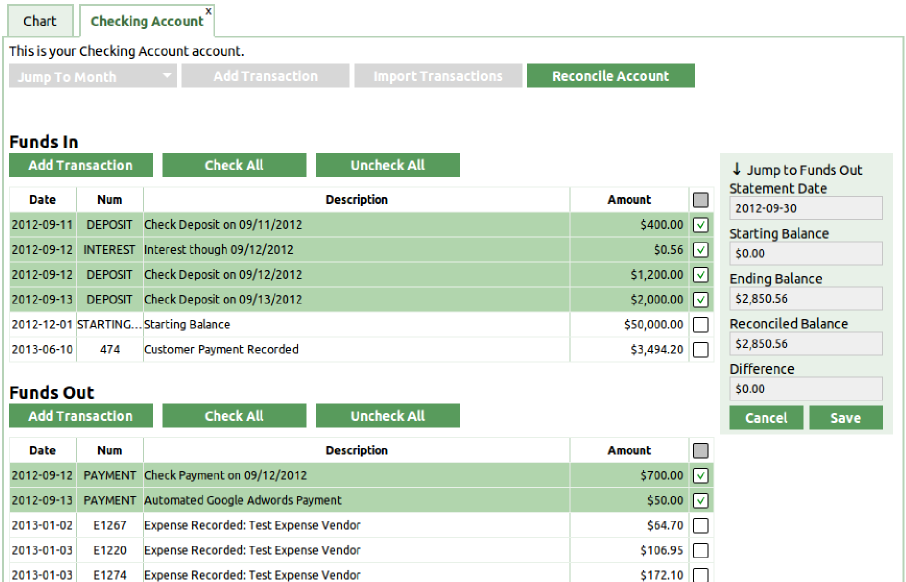 Chart
Checking Account x
This is your Checking Account account.
Jump To Month Add Transaction Import Transactions Reconcile Account
Funds In
Add Transaction Check All Uncheck All
Date Num Description Amount
2012-09-11 DEPOSIT Check Deposit on 09/11/2012 $400.00
2012-09-12 INTEREST Interest though 09/12/2012 $0.56
2012-09-12 DEPOSIT Check Deposit on 09/12/2012 $1,200.00
2012-09-13 DEPOSIT Check Deposit on 09/13/2012 $2,000.00
2012-12-01 STARTING... Starting Balance $50,000.00
2013-06-10 474 Customer Payment Recorded $3,494.20
Funds Out
Add Transaction Check All Uncheck All
Date Num Description Amount
2012-09-12 PAYMENT Check Payment on 09/12/2012 $700.00
2012-09-13 PAYMENT Automated Google Adwords Payment $50.00
2013-01-02 E1267 Expense Recorded: Test Expense Vendor $64.70
2013-01-03 E1220 Expense Recorded: Test Expense Vendor $106.95
2013-01-03 E1274 Expense Recorded: Test Expense Vendor $172.10
↓ Jump to Funds Out
Statement Date
2012-09-30
Starting Balance
$0.00
Ending Balance
$2,850.56
Reconciled Balance
$2,850.56
Difference
$0.00
Cancel Save